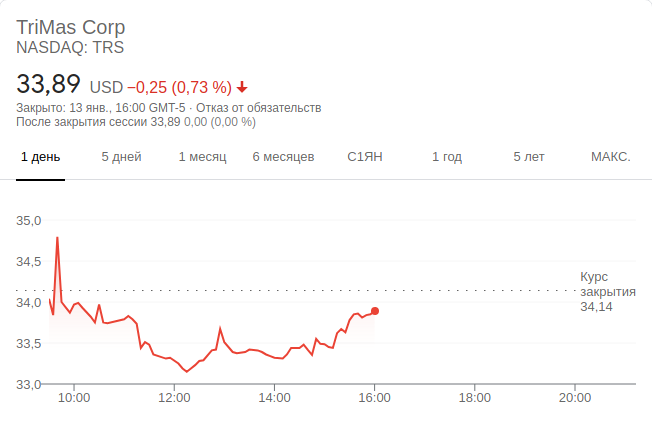 TriMas Corp
NASDAQ: TRS
33,89 USD −0,25 (0,73 %)
Закрыто: 13 янв., 16:00 GMT-5 · Отказ от обязательств
После закрытия сессии 33,89 0,00 (0,00 %)
1 день 5 дней 1 месяц 6 месяцев С1ЯН 1 год 5 лет МАКС.
35,0
34,5
Курс
закрытия
34,14
34,0
33,5
33,0
10:00 12:00 14:00 16:00 18:00 20:00